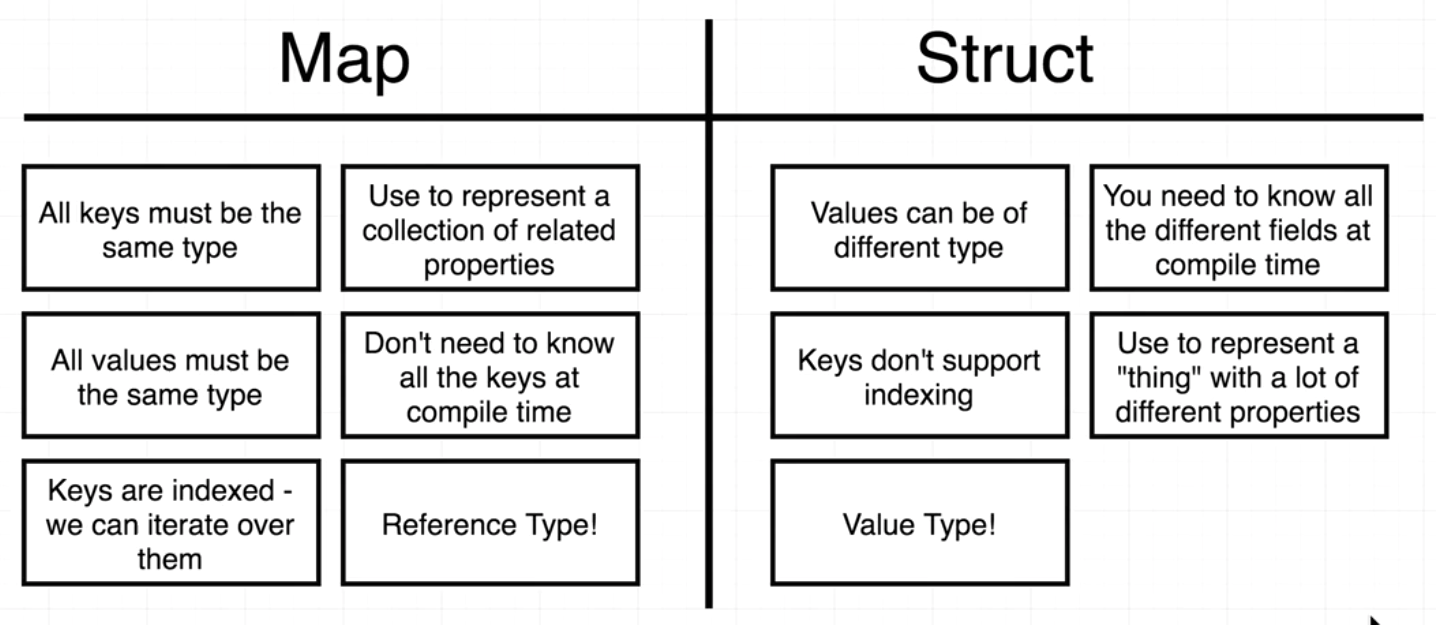 Map
All keys must be the
same type
Use to represent a
collection of related
properties
All values must be
the same type
Don't need to know
all the keys at
compile time
Keys are indexed -
we can iterate over
them
Reference Type!
Struct
Values can be of
different type
You need to know all
the different fields at
compile time
Keys don't support
indexing
Use to represent a
"thing" with a lot of
different properties
Value Type!